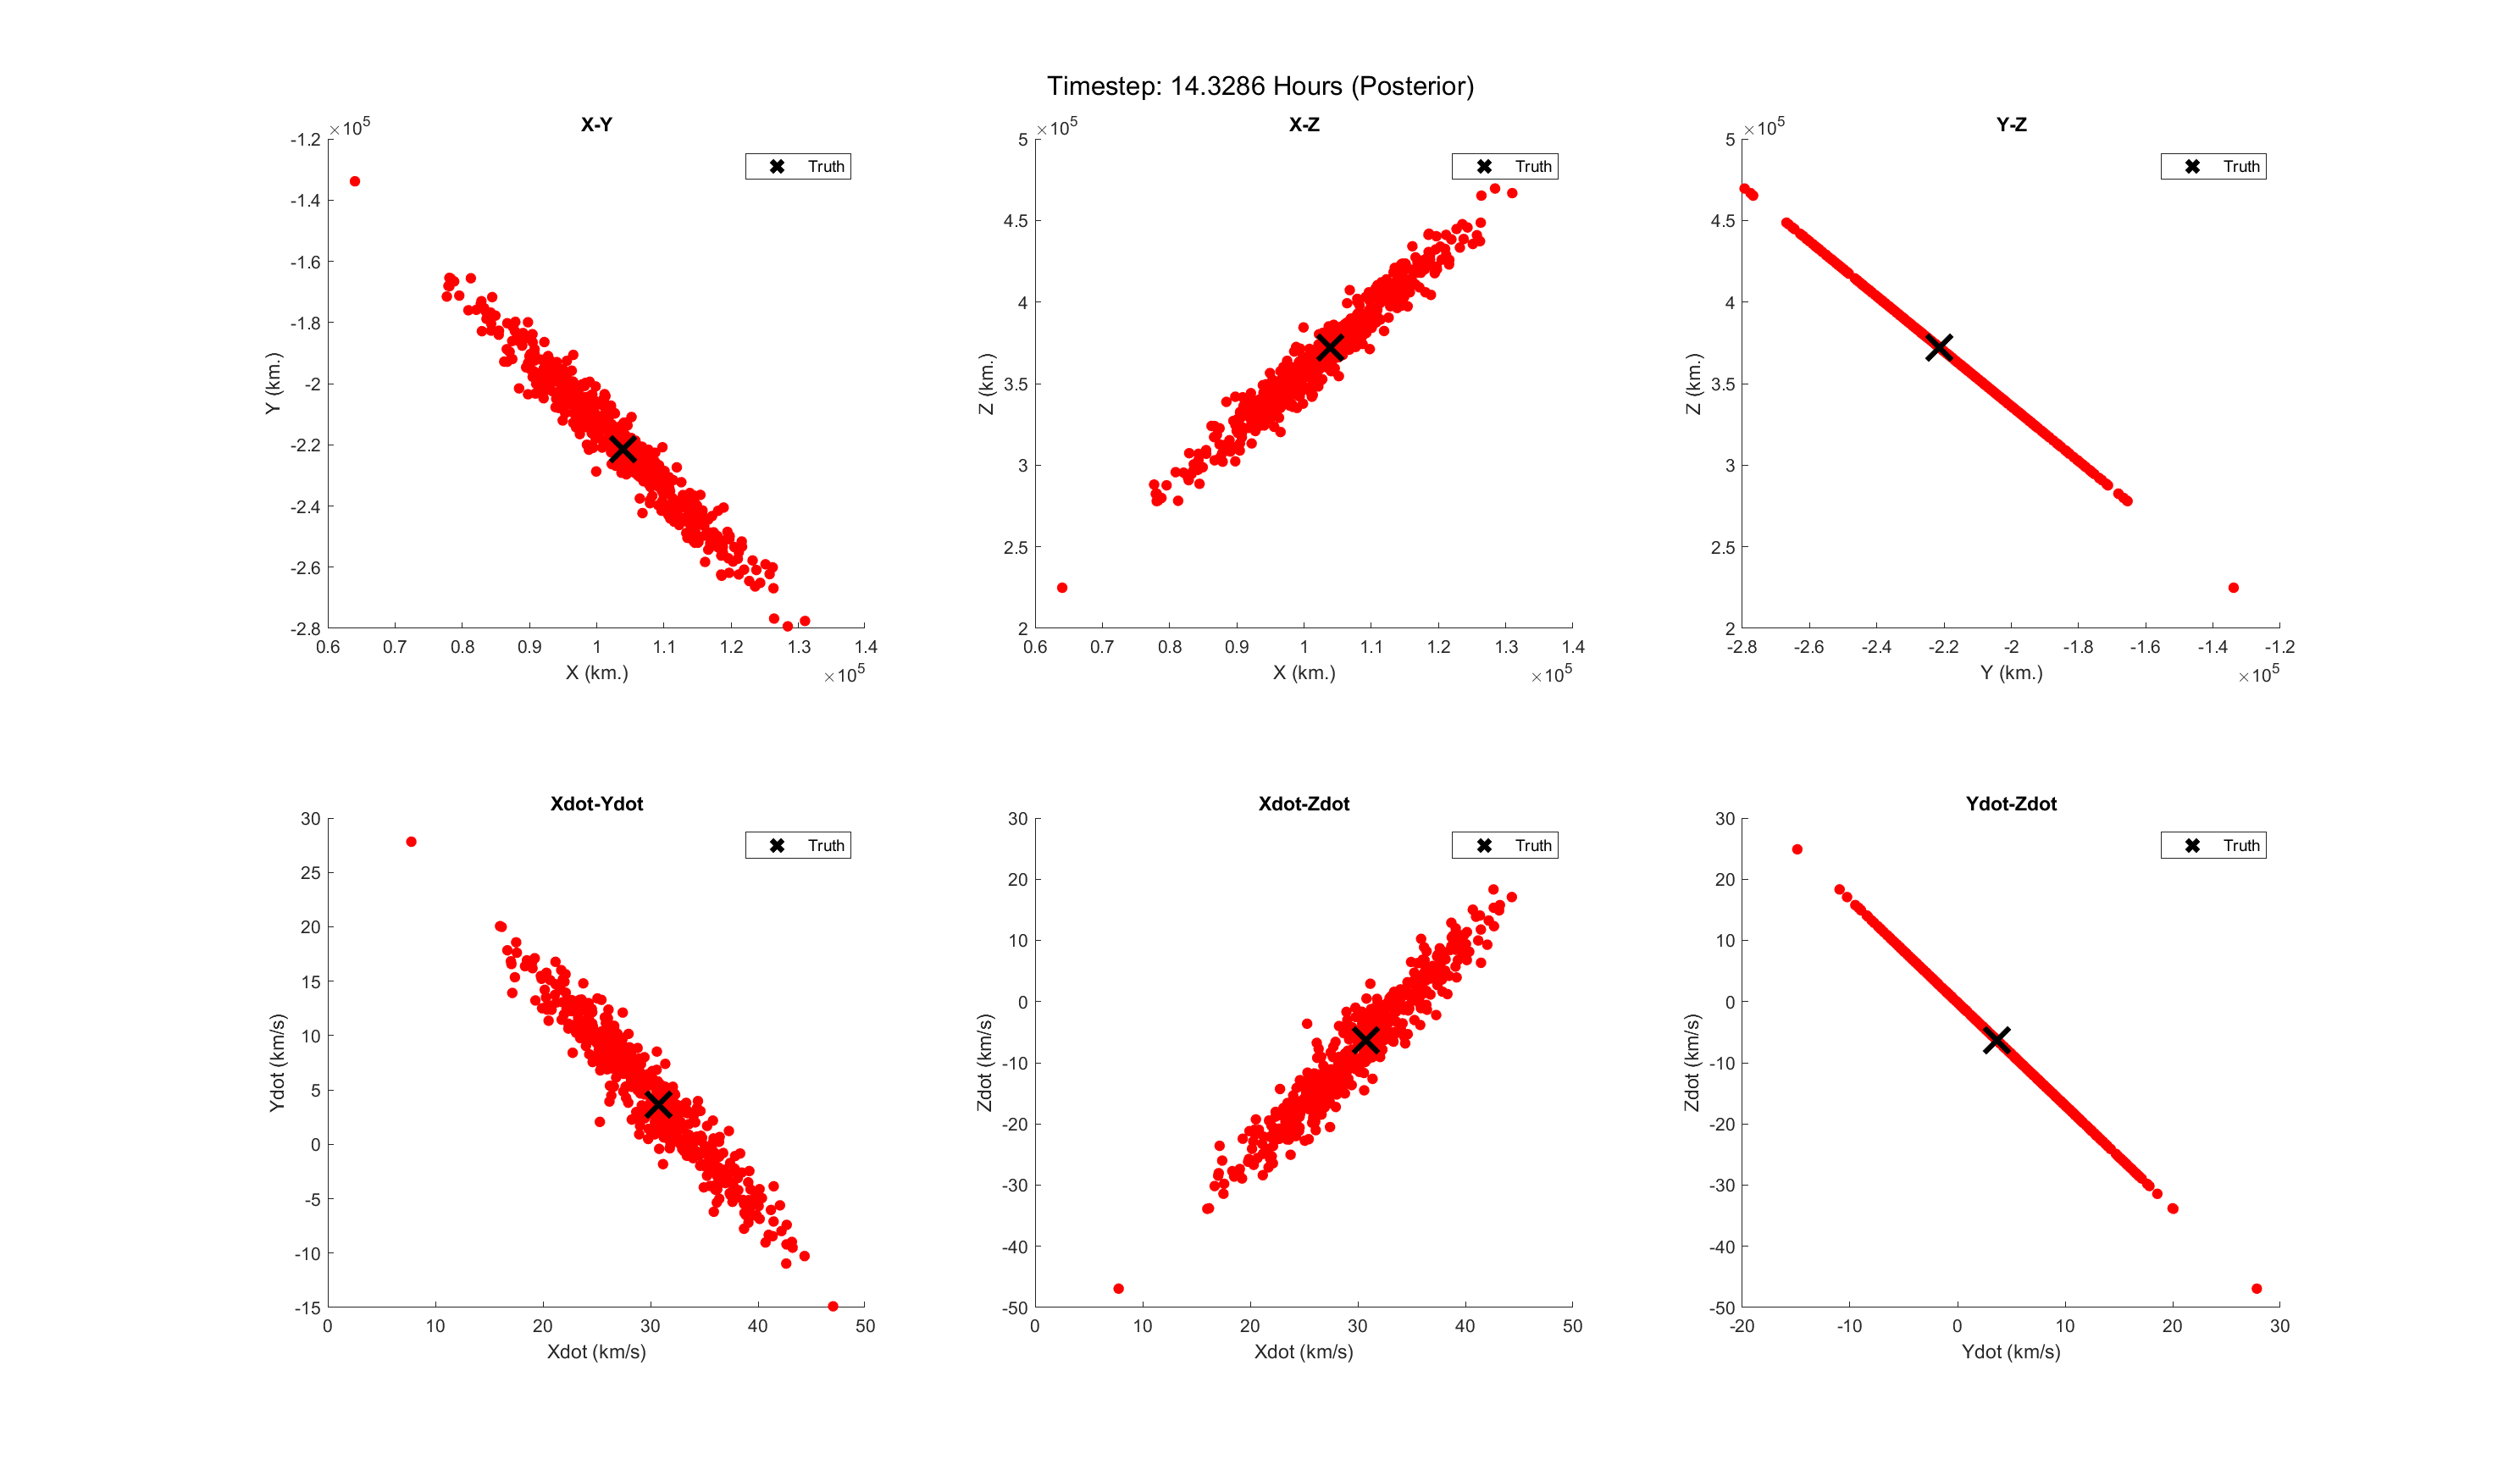 Timestep: 14.3286 Hours (Posterior)
X-Y
×10^5
-1.2
-1.4
-1.6
-1.8
-2
-2.2
-2.4
-2.6
-2.8
Y (km.)
Truth
0.6 0.7 0.8 0.9 1 1.1 1.2 1.3 1.4
X (km.)
×10^5
X-Z
×10^5
5
4.5
4
3.5
3
2.5
2
Z (km.)
Truth
0.6 0.7 0.8 0.9 1 1.1 1.2 1.3 1.4
X (km.)
×10^5
Y-Z
×10^5
5
4.5
4
3.5
3
2.5
2
Z (km.)
Truth
-2.8 -2.6 -2.4 -2.2 -2 -1.8 -1.6 -1.4 -1.2
Y (km.)
×10^5
Xdot-Ydot
30
25
20
15
10
5
0
-5
-10
-15
Ydot (km/s)
Truth
0 10 20 30 40 50
Xdot (km/s)
Xdot-Zdot
30
20
10
0
-10
-20
-30
-40
-50
Zdot (km/s)
Truth
0 10 20 30 40 50
Xdot (km/s)
Ydot-Zdot
30
20
10
0
-10
-20
-30
-40
-50
Zdot (km/s)
Truth
-20 -10 0 10 20 30
Ydot (km/s)